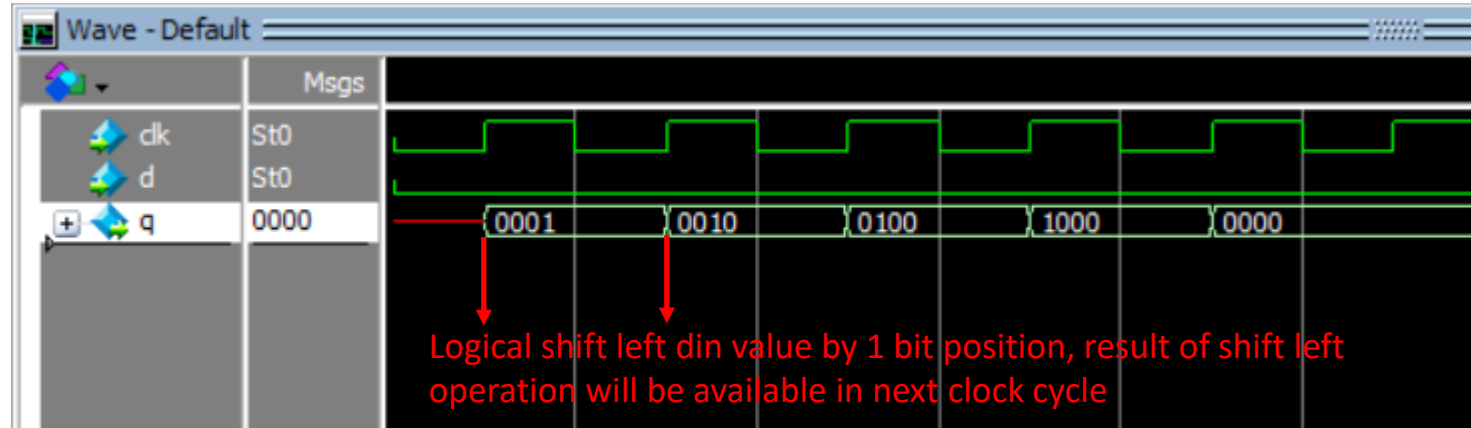 Wave - Default
Msgs
clk St0
d St0
q 0000 0001 0010 0100 1000 0000
Logical shift left din value by 1 bit position, result of shift left
operation will be available in next clock cycle